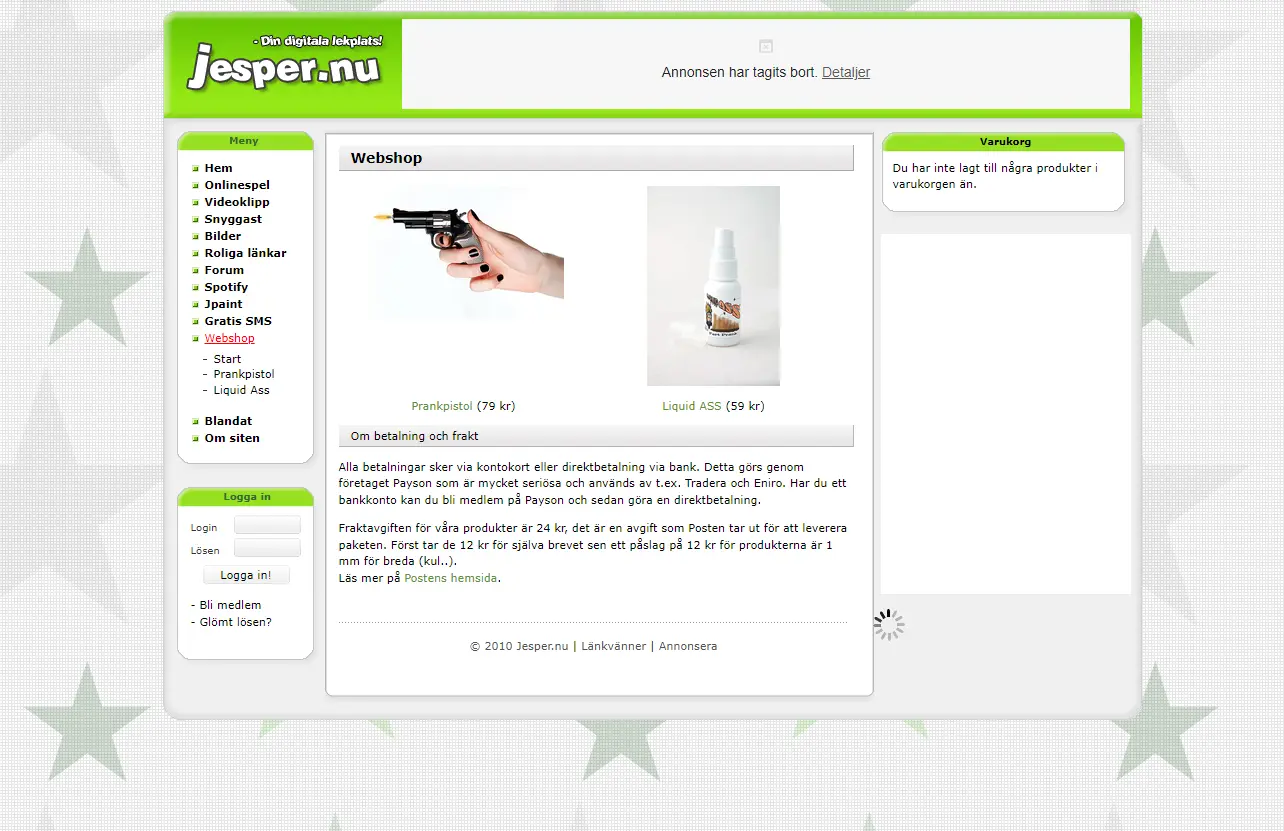 - Din digitala lekplats!
jesper.nu
Annonsen har tagits bort. Detaljer
Meny
Hem
Onlinespel
Videoklipp
Snyggast
Bilder
Roliga länkar
Forum
Spotify
Jpaint
Gratis SMS
Webshop
- Start
- Prankpistol
- Liquid Ass
Blandat
Om siten
Logga in
Login
Lösen
Logga in!
- Bli medlem
- Glömt lösen?
Webshop
Prankpistol (79 kr)
Liquid ASS (59 kr)
Om betalning och frakt
Alla betalningar sker via kontokort eller direktbetalning via bank. Detta görs genom
företaget Payson som är mycket seriösa och används av t.ex. Tradera och Eniro. Har du ett
bankkonto kan du bli medlem på Payson och sedan göra en direktbetalning.
Fraktavgiften för våra produkter är 24 kr, det är en avgift som Posten tar ut för att leverera
paketen. Först tar de 12 kr för själva brevet sen ett påslag på 12 kr för produkterna är 1
mm för breda (kul..).
Läs mer på Postens hemsida.
© 2010 Jesper.nu | Länkvänner | Annonsera
Varukorg
Du har inte lagt till några produkter i
varukorgen än.